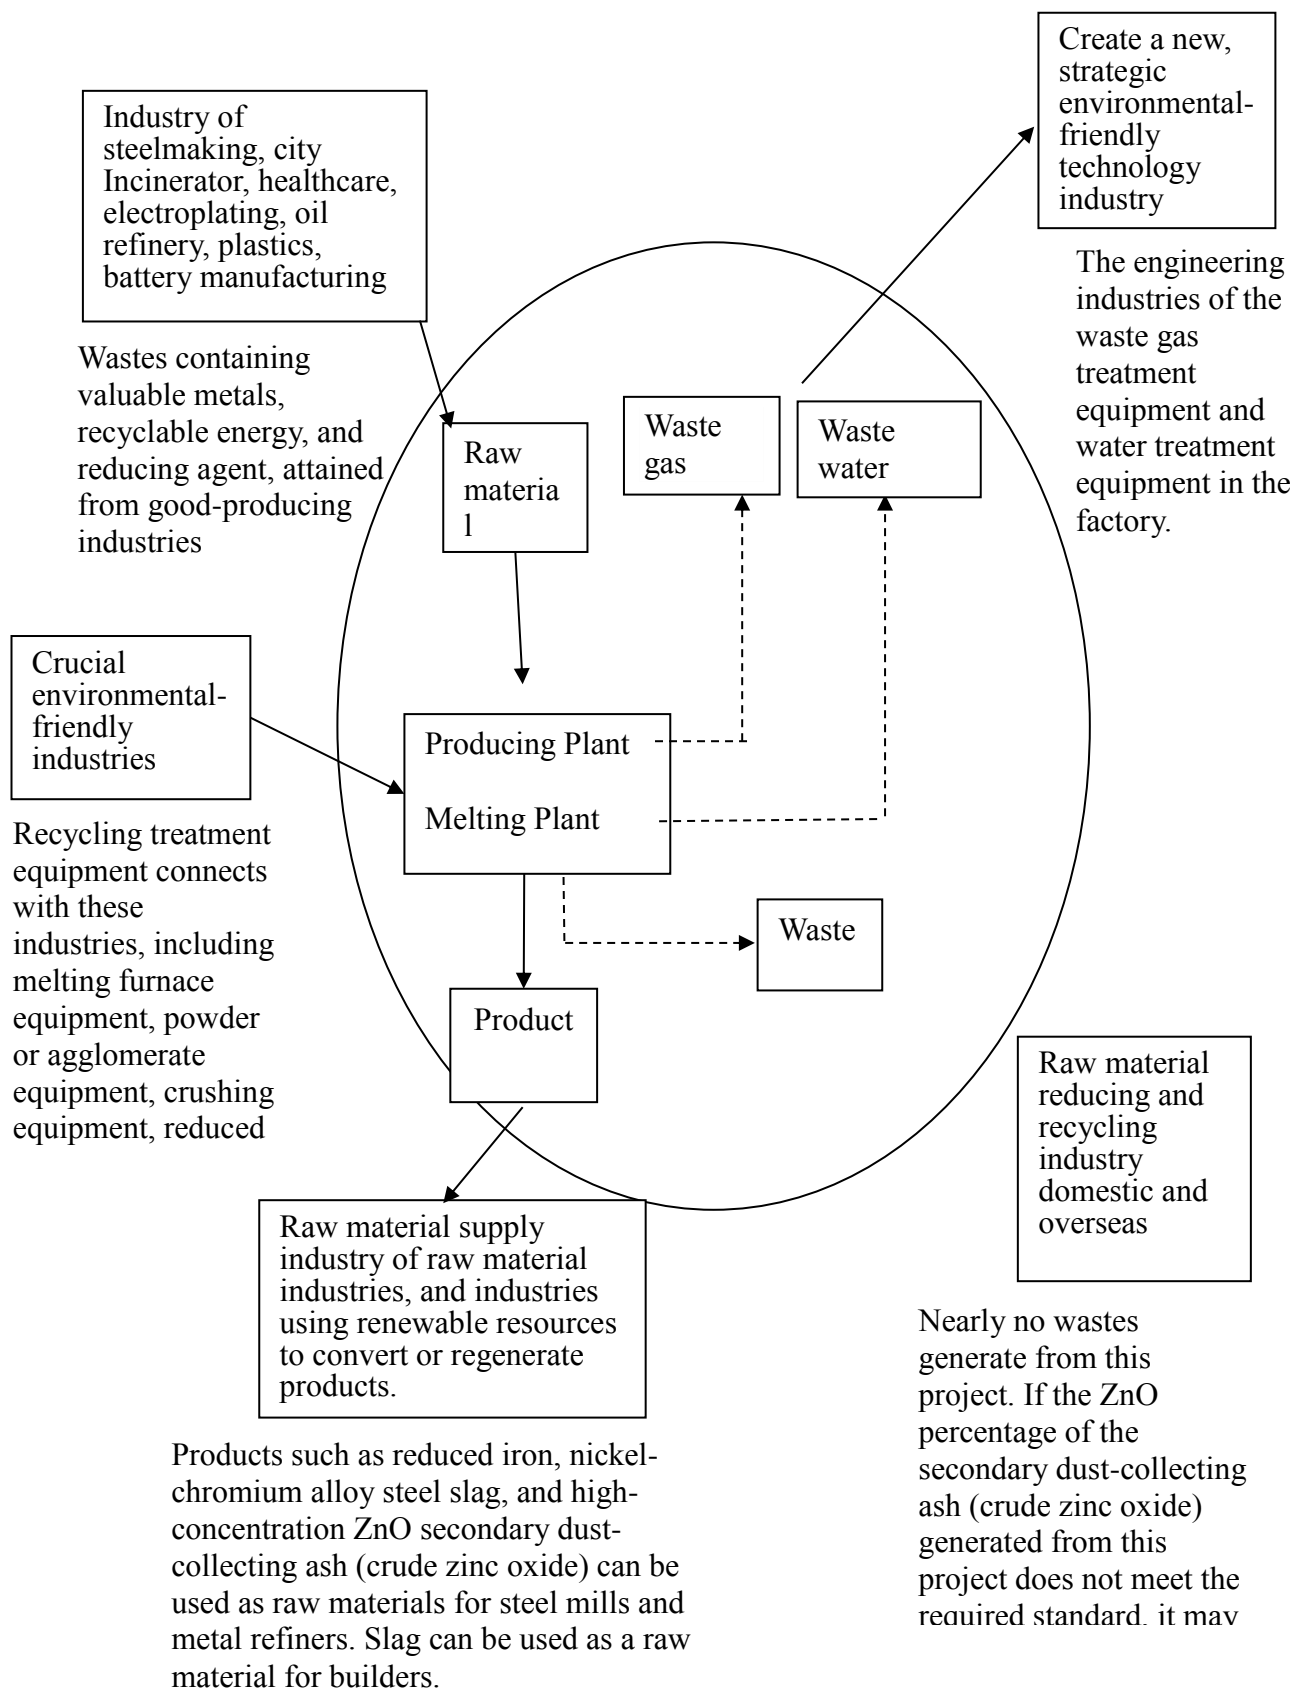 Create a new,
strategic
environmental-
friendly
technology
industry
Industry of
steelmaking, city
Incinerator, healthcare,
electroplating, oil
refinery, plastics,
battery manufacturing
The engineering
industries of the
waste gas
treatment
equipment and
water treatment
equipment in the
factory.
Wastes containing
valuable metals,
recyclable energy, and
reducing agent, attained
from good-producing
industries
Raw
materia
l
Waste
gas
Waste
water
Crucial
environmental-
friendly
industries
Producing Plant
Melting Plant
Recycling treatment
equipment connects
with these
industries, including
melting furnace
equipment, powder
or agglomerate
equipment, crushing
equipment, reduced
Waste
Product
Raw material
reducing and
recycling
industry
domestic and
overseas
Raw material supply
industry of raw material
industries, and industries
using renewable resources
to convert or regenerate
products.
Nearly no wastes
generate from this
project. If the ZnO
percentage of the
secondary dust-collecting
ash (crude zinc oxide)
generated from this
project does not meet the
required standard, it may
Products such as reduced iron, nickel-
chromium alloy steel slag, and high-
concentration ZnO secondary dust-
collecting ash (crude zinc oxide) can be
used as raw materials for steel mills and
metal refiners. Slag can be used as a raw
material for builders.